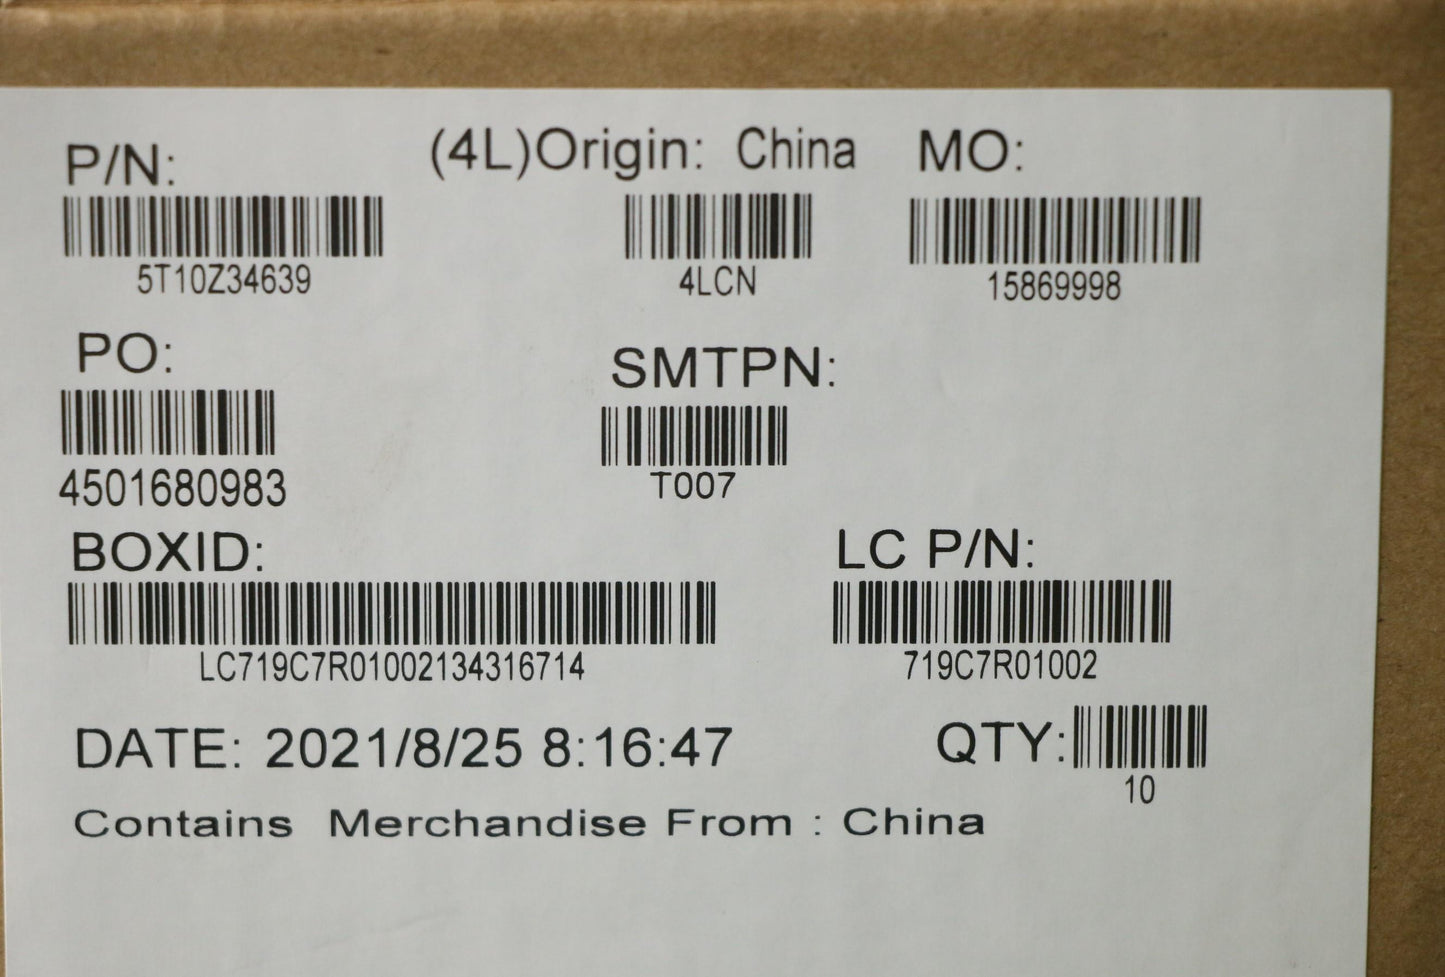 P/N: (4L)Origin: China MO:
5T10Z34639 4LCN 15869998
PO: SMTPN:
4501680983 T007
BOXID: LC P/N:
LC719C7R01002134316714 719C7R01002
DATE: 2021/8/25 8:16:47 QTY:
10
Contains Merchandise From : China